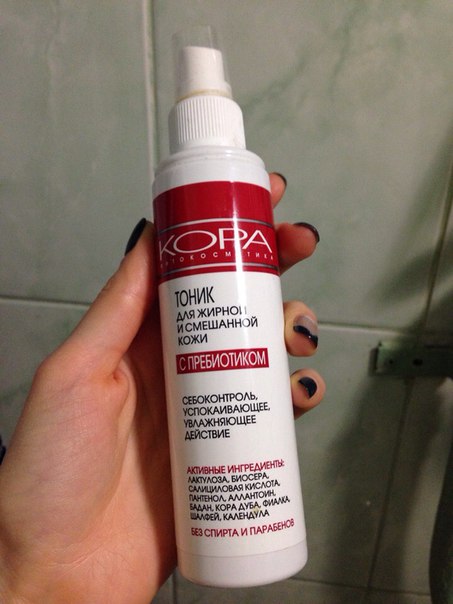 КОРА
ФИТОКОСМЕТИКА
ТОНИК
ДЛЯ ЖИРНОЙ
И СМЕШАННОЙ
КОЖИ
С ПРЕБИОТИКОМ
СЕБОКОНТРОЛЬ,
УСПОКАИВАЮЩЕЕ,
УВЛАЖНЯЮЩЕЕ
ДЕЙСТВИЕ
АКТИВНЫЕ ИНГРЕДИЕНТЫ:
ЛАКТУЛОЗА, БИОСЕРА,
САЛИЦИЛОВАЯ КИСЛОТА,
ПАНТЕНОЛ, АЛЛАНТОИН,
БАДАН, КОРА ДУБА, ФИАЛКА,
ШАЛФЕЙ, КАЛЕНДУЛА
БЕЗ СПИРТА И ПАРАБЕНОВ